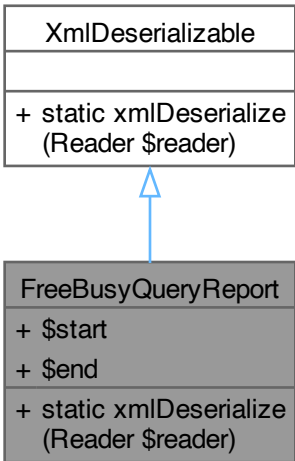 XmlDeserializable
+ static xmlDeserialize
(Reader $reader)
FreeBusyQueryReport
+ $start
+ $end
+ static xmlDeserialize
(Reader $reader)